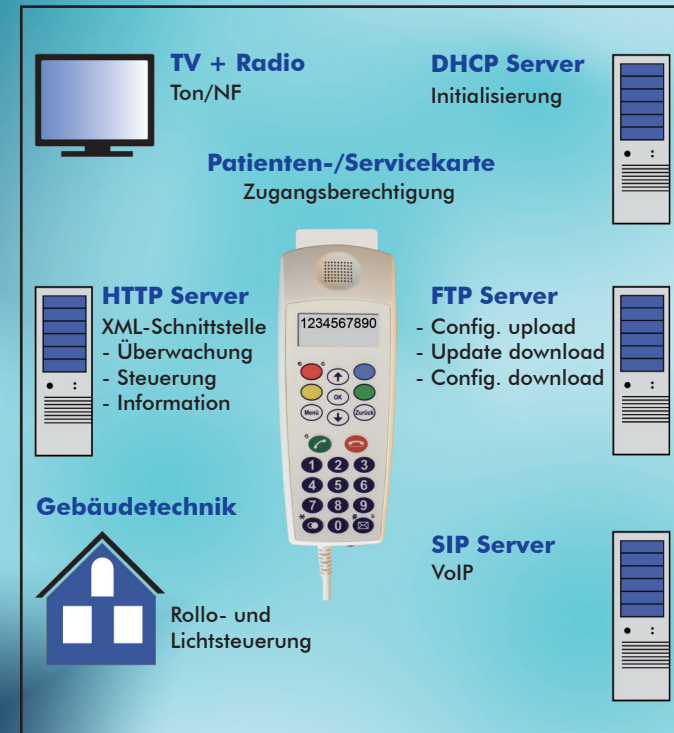 TV + Radio
Ton/NF
DHCP Server
Initialisierung
Patienten-/Servicekarte
Zugangsberechtigung
HTTP Server
XML-Schnittstelle
- Überwachung
- Steuerung
- Information
FTP Server
- Config. upload
- Update download
- Config. download
1234567890
OK
Menü
Zurück
1 2 3
4 5 6
7 8 9
* 0 #
Gebäudetechnik
Rollo- und
Lichtsteuerung
SIP Server
VoIP